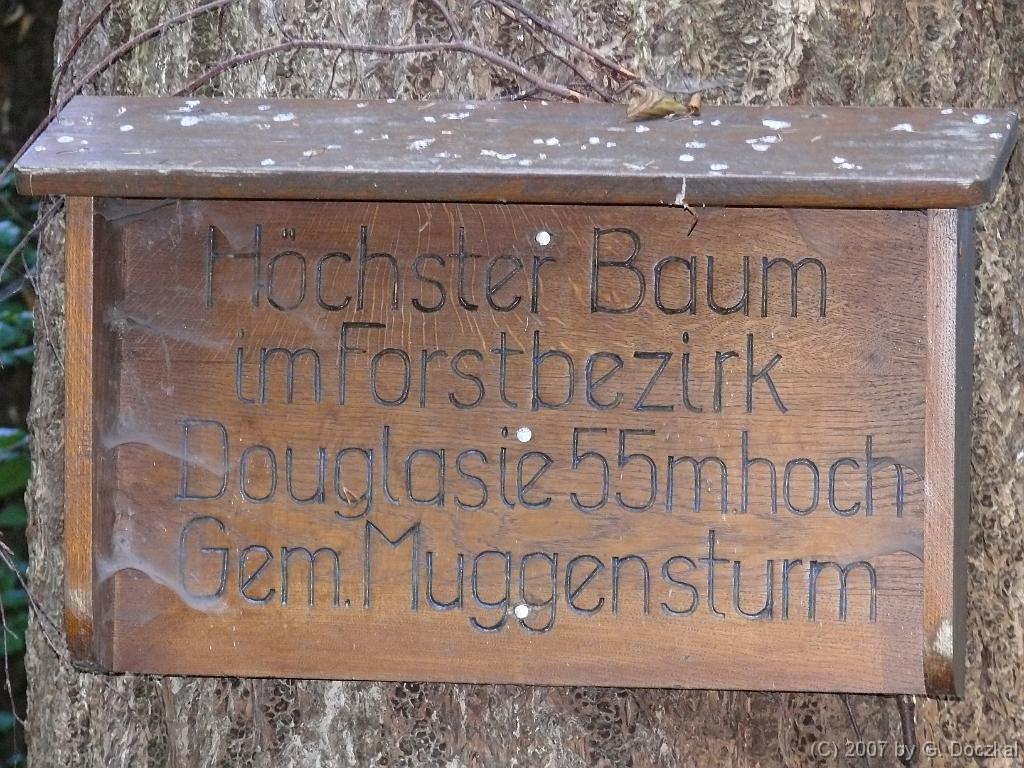 Höchster Baum
im Forstbezirk
Douglasie 55m.hoch
Gem. Muggensturm
(C) 2007 by G. Doczkal